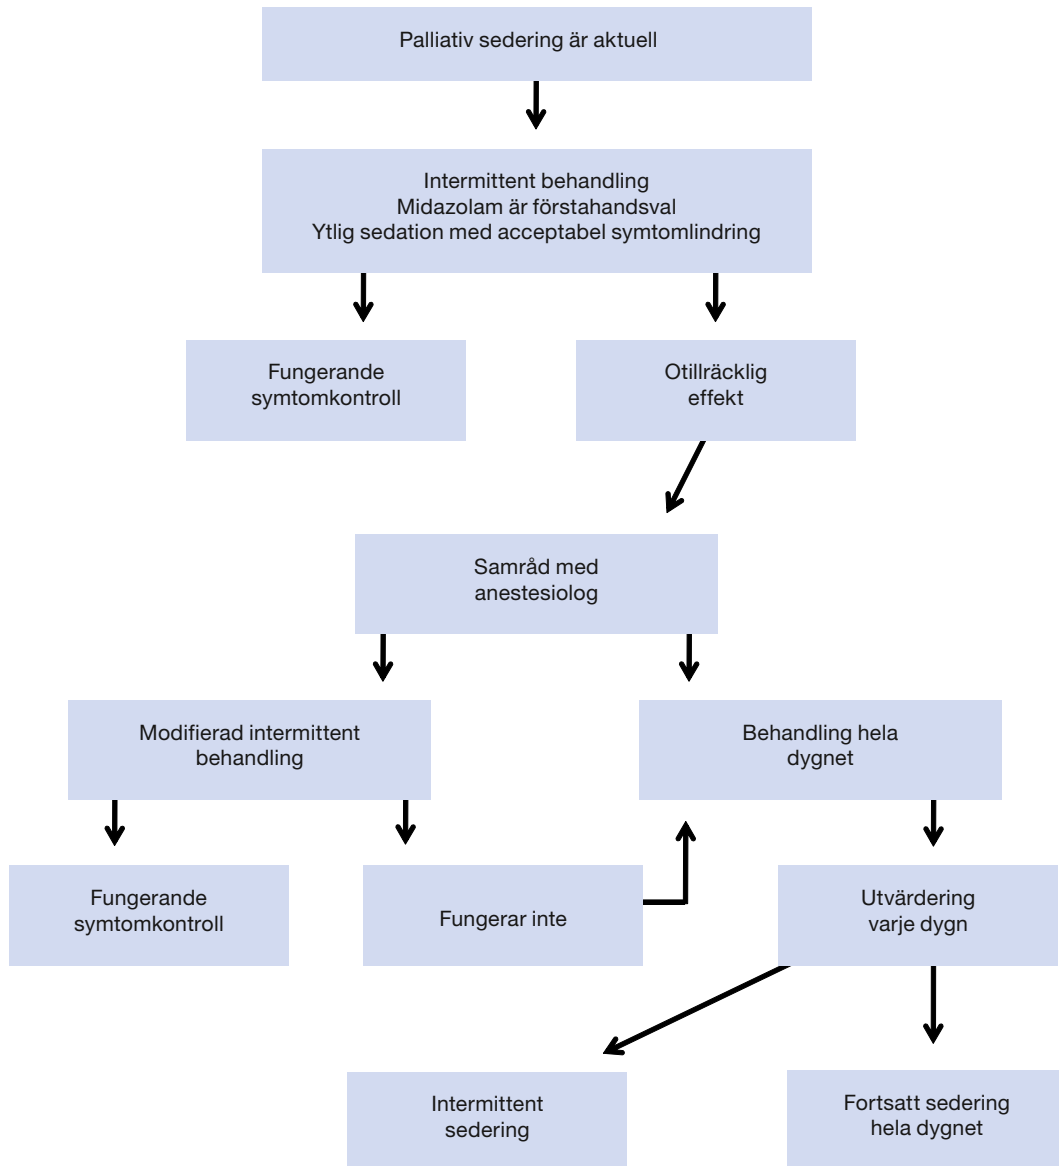 Palliativ sedering är aktuell
Intermittent behandling
Midazolam är förstahandsval
Ytlig sedation med acceptabel symtomlindring
Fungerande
symtomkontroll
Otillräcklig
effekt
Samråd med
anestesiolog
Modifierad intermittent
behandling
Behandling hela
dygnet
Fungerande
symtomkontroll
Fungerar inte
Utvärdering
varje dygn
Intermittent
sedering
Fortsatt sedering
hela dygnet